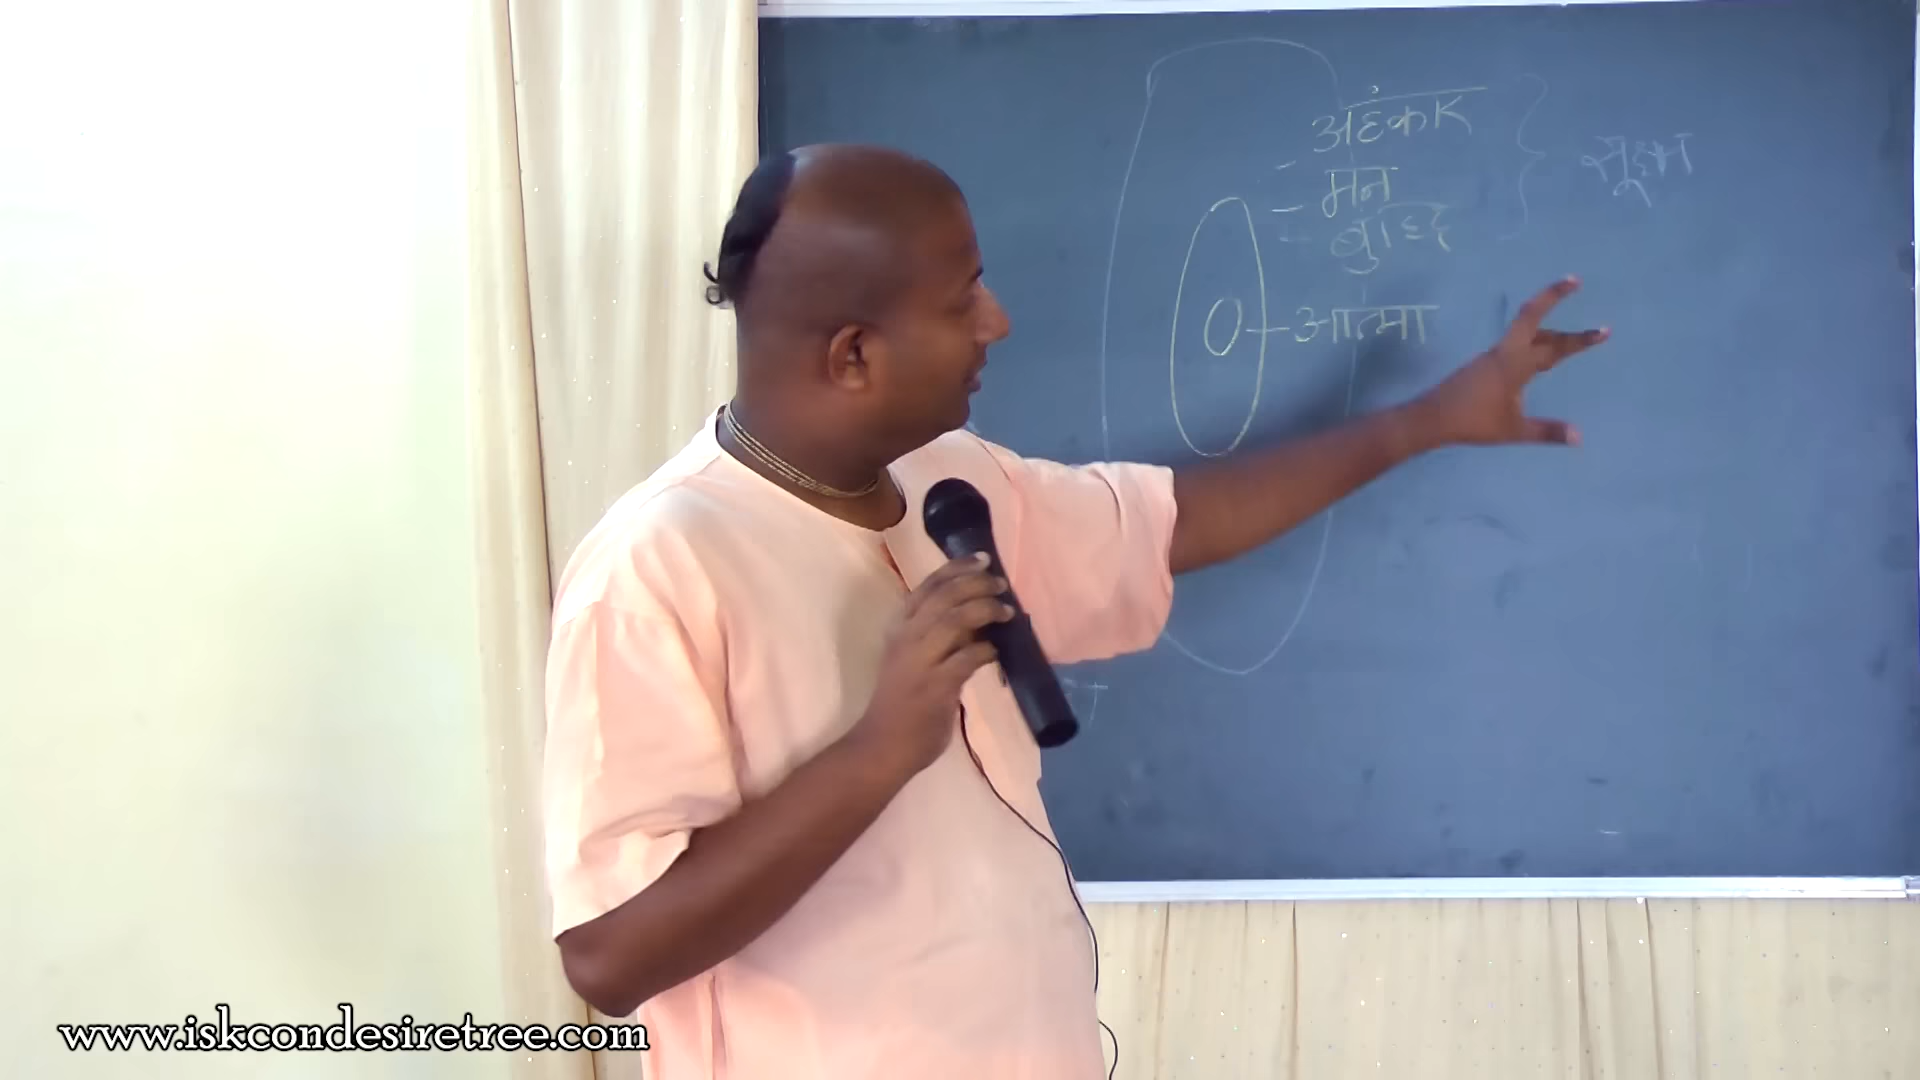 अहंकार
सूक्ष्म
मन
बुद्धि
आत्मा
www.iskcondesiretree.com